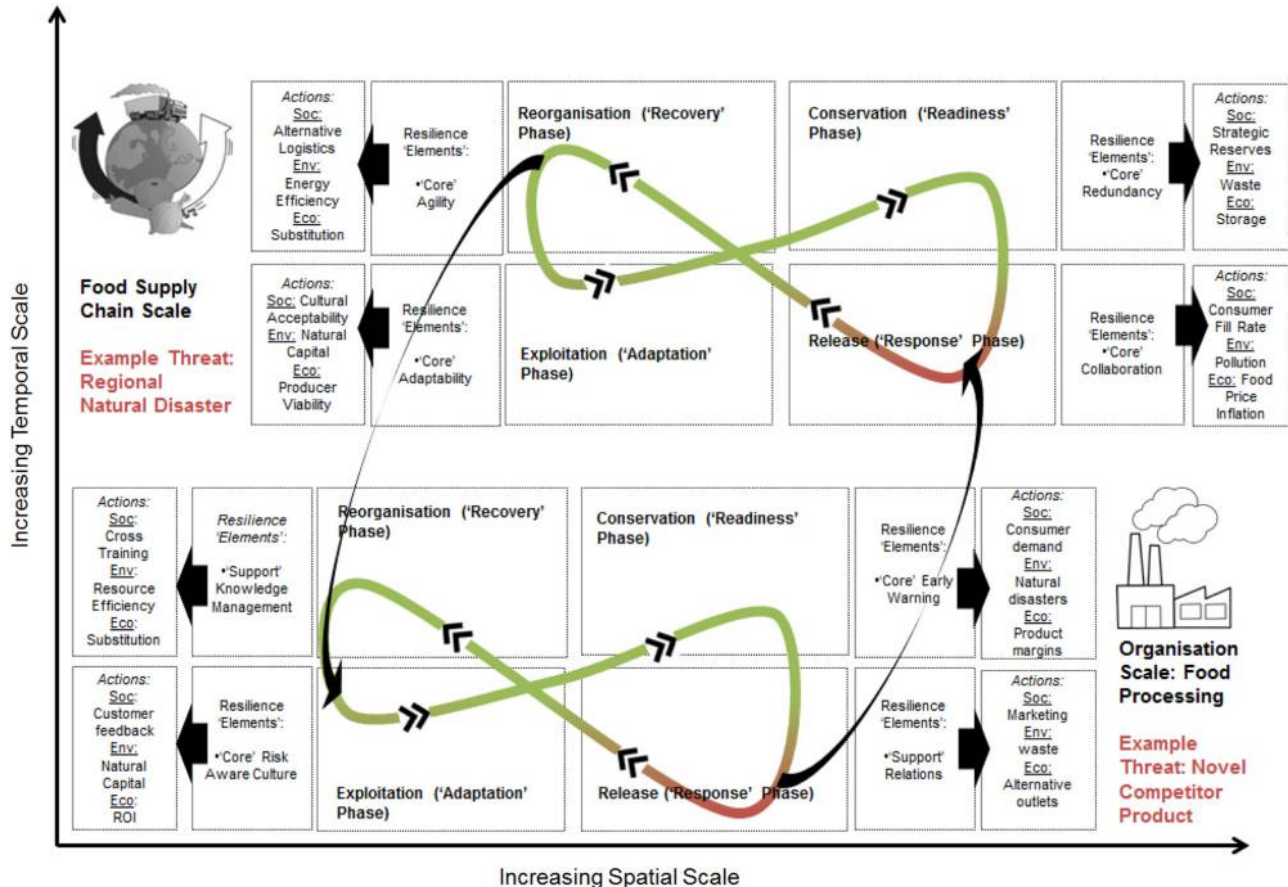 Increasing Temporal Scale
Actions:
Soc:
Alternative
Logistics
Env:
Energy
Efficiency
Eco:
Substitution
Resilience
'Elements':
•'Core'
Agility
Reorganisation ('Recovery'
Phase)
Conservation ('Readiness'
Phase)
Resilience
'Elements':
•'Core'
Redundancy
Actions:
Soc:
Strategic
Reserves
Env:
Waste
Eco:
Storage
Food Supply
Chain Scale
Example Threat:
Regional
Natural Disaster
Actions:
Soc: Cultural
Acceptability
Env: Natural
Capital
Eco:
Producer
Viability
Resilience
'Elements':
•'Core'
Adaptability
Exploitation ('Adaptation'
Phase)
Release ('Response' Phase)
Resilience
'Elements':
•'Core'
Collaboration
Actions:
Soc:
Consumer
Fill Rate
Env:
Pollution
Eco: Food
Price
Inflation
Actions:
Soc:
Cross
Training
Env:
Resource
Efficiency
Eco:
Substitution
Resilience
'Elements':
•'Support'
Knowledge
Management
Reorganisation ('Recovery'
Phase)
Conservation ('Readiness'
Phase)
Resilience
'Elements':
•'Core' Early
Warning
Actions:
Soc:
Consumer
demand
Env:
Natural
disasters
Eco:
Product
margins
Organisation
Scale: Food
Processing
Example
Threat: Novel
Competitor
Product
Actions:
Soc:
Customer
feedback
Env:
Natural
Capital
Eco:
ROI
Resilience
'Elements':
•'Core' Risk
Aware Culture
Exploitation ('Adaptation'
Phase)
Release ('Response' Phase)
Resilience
'Elements':
•'Support'
Relations
Actions:
Soc:
Marketing
Env:
waste
Eco:
Alternative
outlets
Increasing Spatial Scale